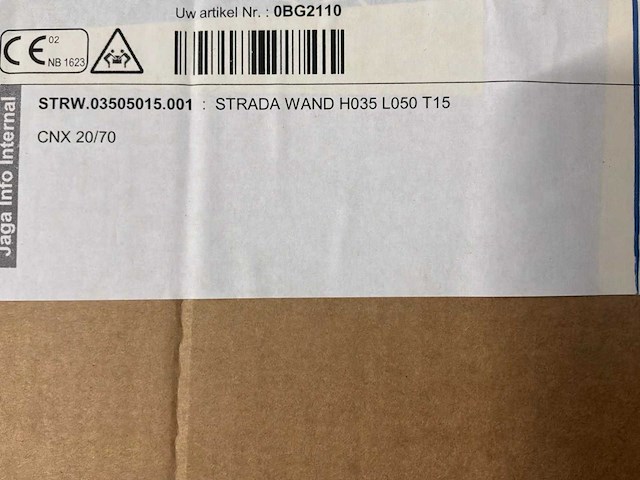 Uw artikel Nr. : 0BG2110
CE 02
NB 1623
STRW.03505015.001 : STRADA WAND H035 L050 T15
CNX 20/70
Jaga Info Internal